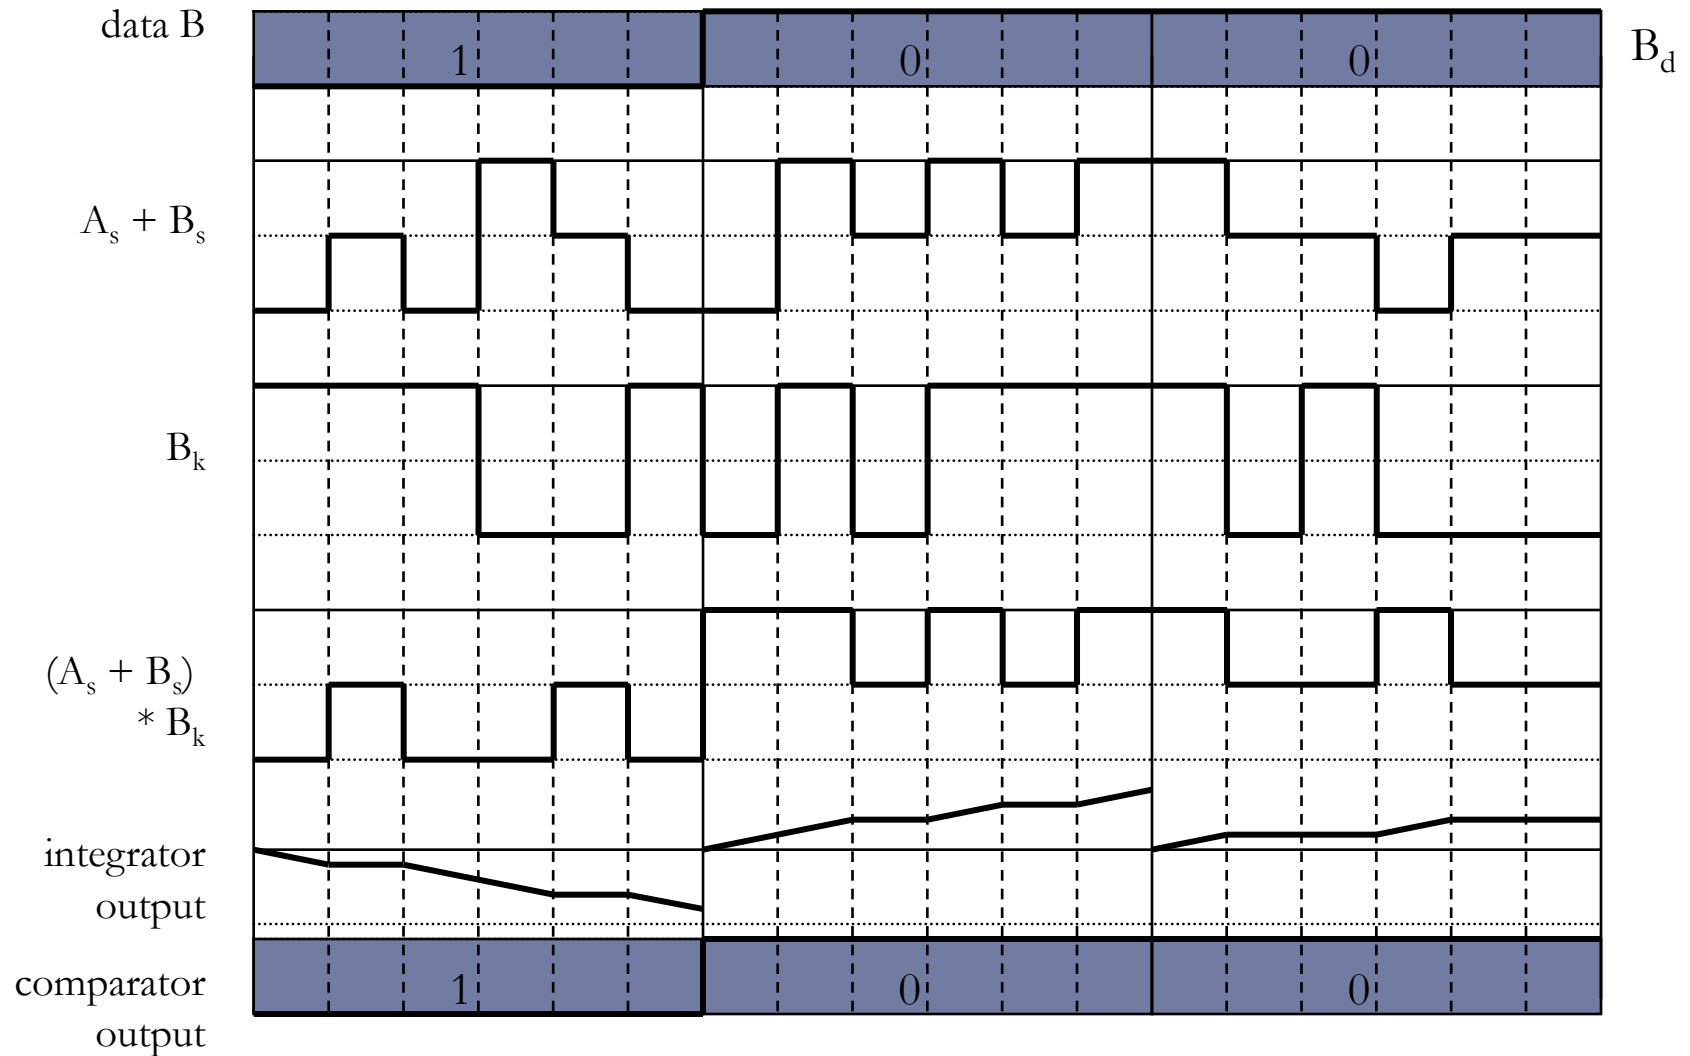 data B
1 0 0 B_d
A_s + B_s
B_k
(A_s + B_s)
* B_k
integrator
output
comparator
output
1 0 0